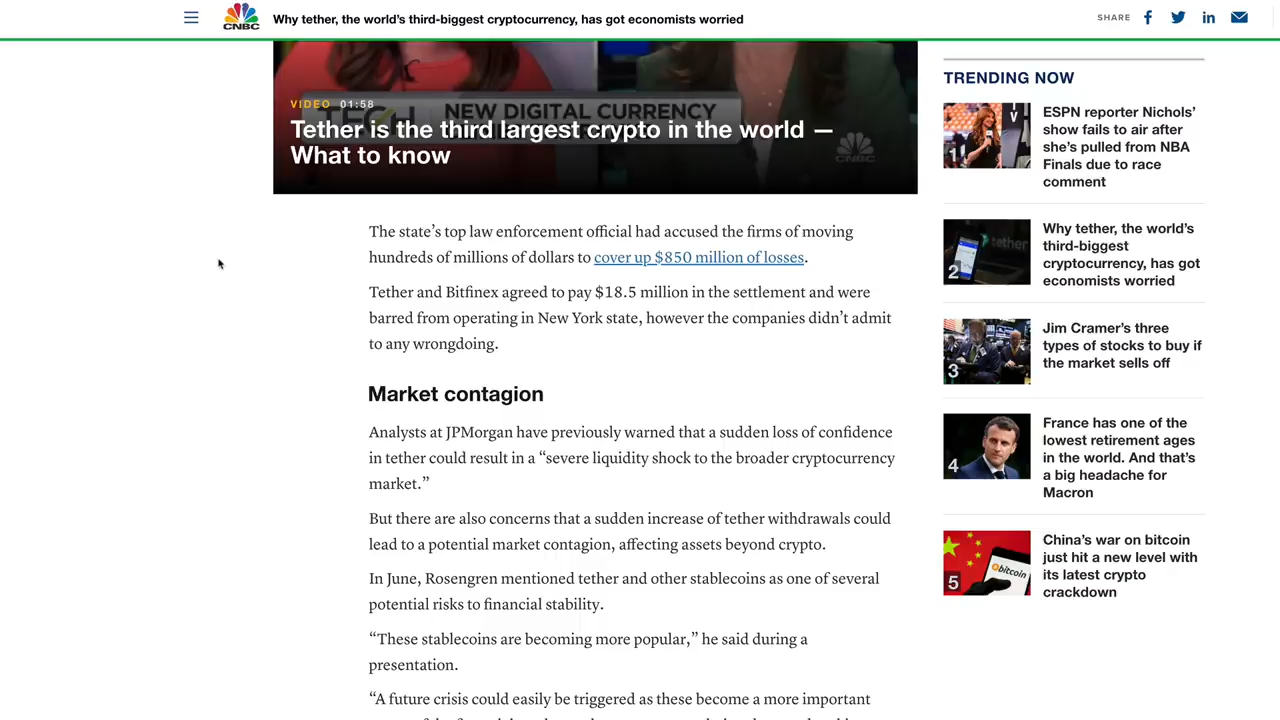 CNBC
Why tether, the world’s third-biggest cryptocurrency, has got economists worried
SHARE
NEW DIGITAL CURRENCY
VIDEO 01:58
Tether is the third largest crypto in the world —
What to know
CNBC
The state’s top law enforcement official had accused the firms of moving
hundreds of millions of dollars to cover up $850 million of losses.
Tether and Bitfinex agreed to pay $18.5 million in the settlement and were
barred from operating in New York state, however the companies didn’t admit
to any wrongdoing.
Market contagion
Analysts at JPMorgan have previously warned that a sudden loss of confidence
in tether could result in a “severe liquidity shock to the broader cryptocurrency
market.”
But there are also concerns that a sudden increase of tether withdrawals could
lead to a potential market contagion, affecting assets beyond crypto.
In June, Rosengren mentioned tether and other stablecoins as one of several
potential risks to financial stability.
“These stablecoins are becoming more popular,” he said during a
presentation.
“A future crisis could easily be triggered as these become a more important
TRENDING NOW
1
ESPN reporter Nichols’
show fails to air after
she’s pulled from NBA
Finals due to race
comment
2
tether
Why tether, the world’s
third-biggest
cryptocurrency, has got
economists worried
3
Jim Cramer’s three
types of stocks to buy if
the market sells off
4
France has one of the
lowest retirement ages
in the world. And that’s
a big headache for
Macron
5
bitcoin
China’s war on bitcoin
just hit a new level with
its latest crypto
crackdown